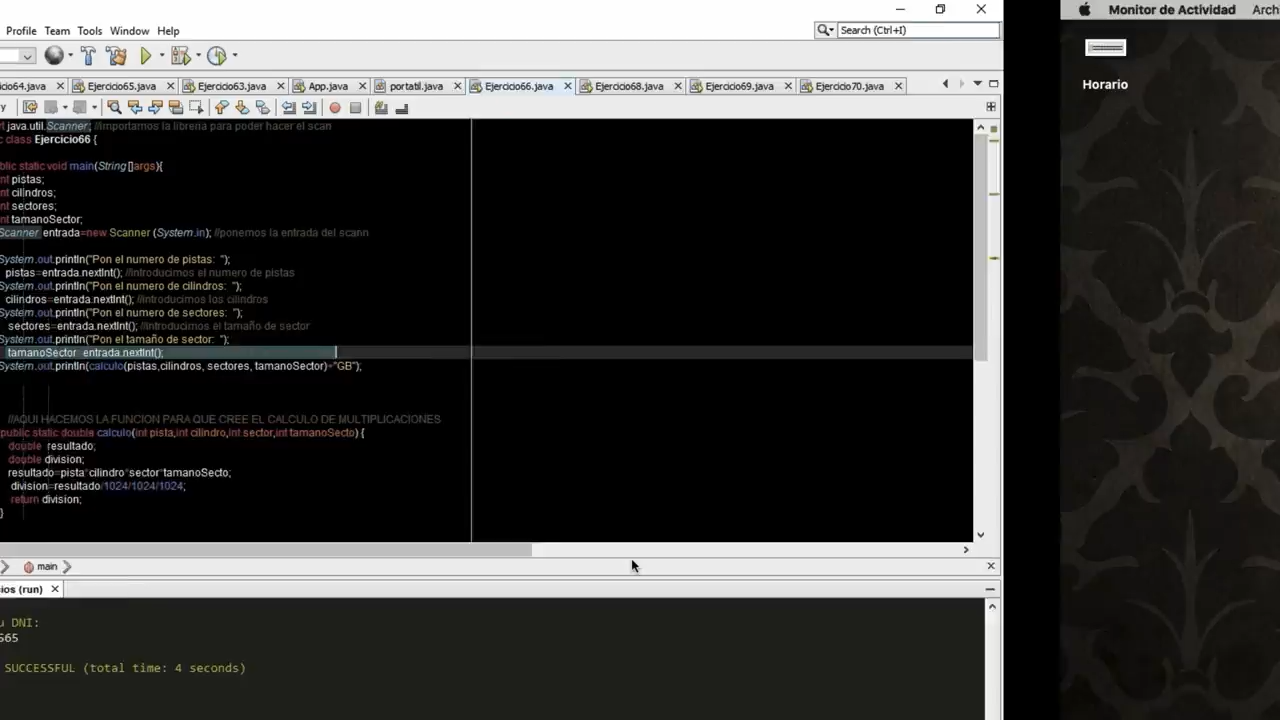 Monitor de Actividad Arch
Profile Team Tools Window Help
Search (Ctrl+I)
cio64.java Ejercicio65.java Ejercicio63.java App.java portatil.java Ejercicio66.java Ejercicio68.java Ejercicio69.java Ejercicio70.java
Horario
y
t java.util.Scanner; //importamos la libreria para poder hacer el scan
c class Ejercicio66 {
blic static void main(String []args){
nt pistas;
nt cilindros;
nt sectores;
nt tamanoSector;
Scanner entrada=new Scanner (System.in); //ponemos la entrada del scann
System.out.println("Pon el numero de pistas: ");
pistas=entrada.nextInt(); //introducimos el numero de pistas
System.out.println("Pon el numero de cilindros: ");
cilindros=entrada.nextInt(); //introducimos los cilindros
System.out.println("Pon el numero de sectores: ");
sectores=entrada.nextInt(); //introducimos el tamaño de sector
System.out.println("Pon el tamaño de sector: ");
tamanoSector=entrada.nextInt();
System.out.println(calculo(pistas,cilindros, sectores, tamanoSector)+"GB");
//AQUI HACEMOS LA FUNCION PARA QUE CREE EL CALCULO DE MULTIPLICACIONES
public static double calculo(int pista,int cilindro,int sector,int tamanoSecto) {
double resultado;
double division;
resultado=pista*cilindro*sector*tamanoSecto;
division=resultado/1024/1024/1024;
return division;
}
main
ios (run)
u DNI:
565
SUCCESSFUL (total time: 4 seconds)